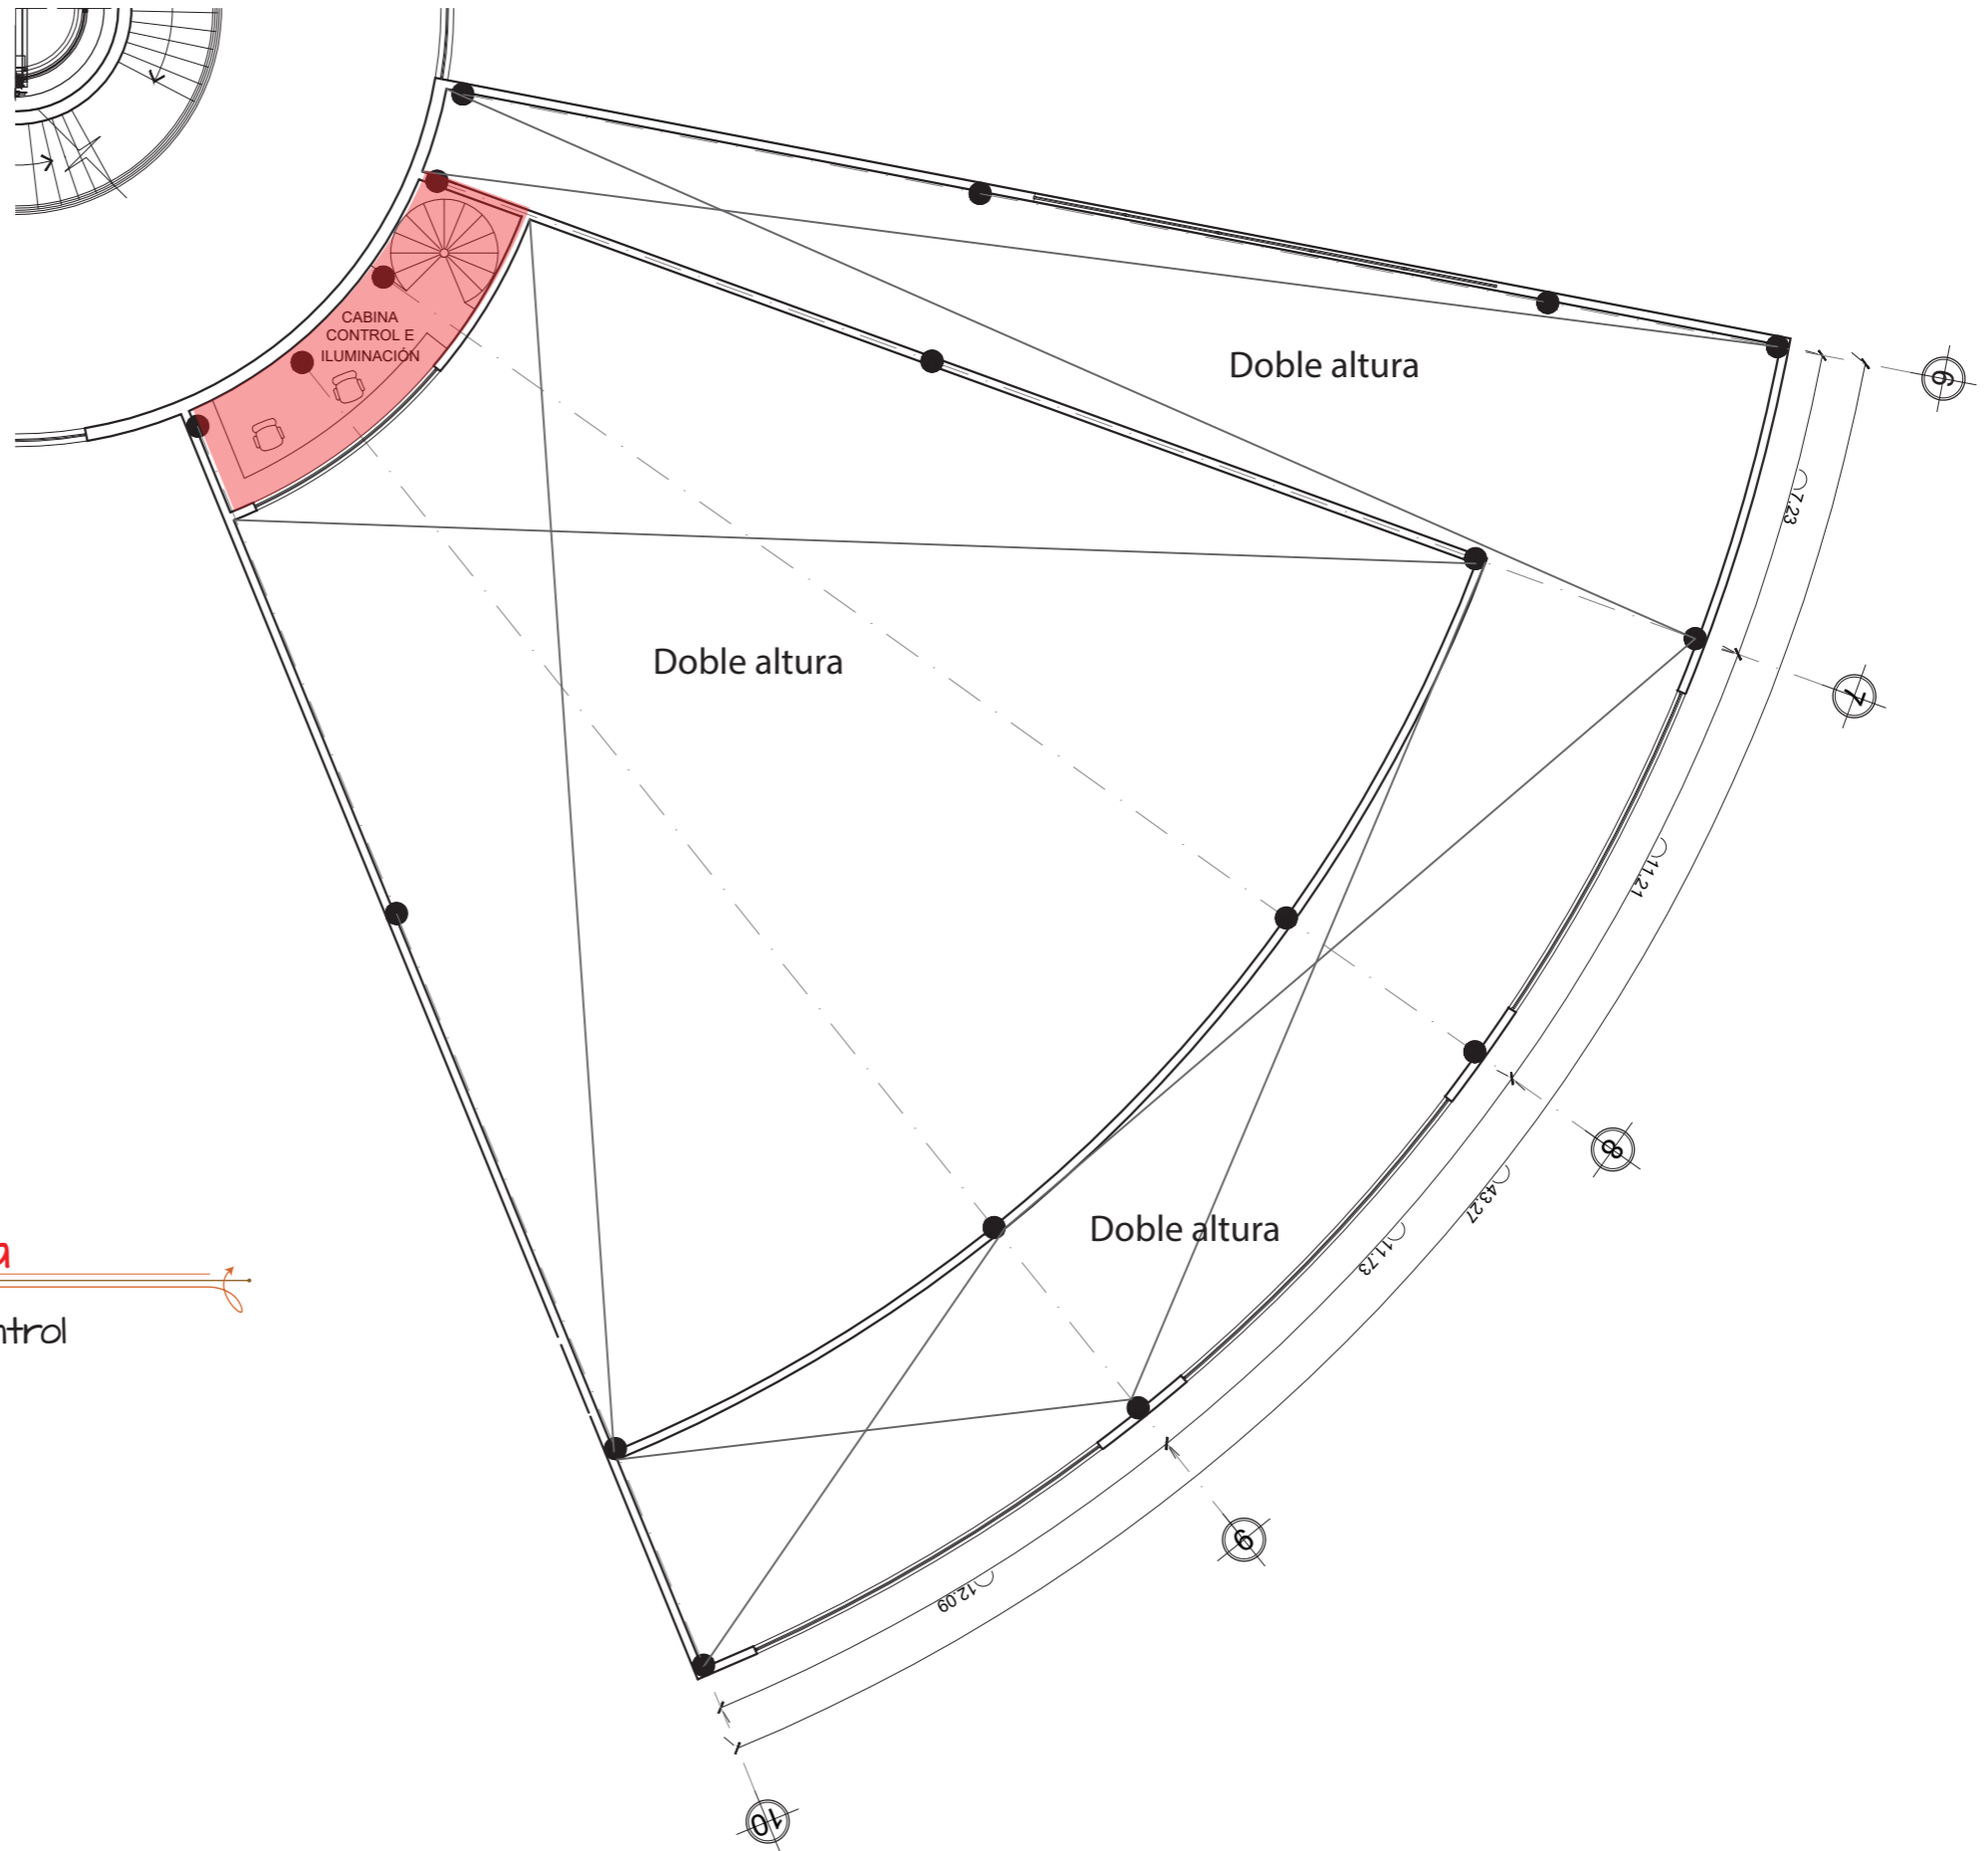 CABINA
CONTROL E
ILUMINACIÓN
Doble altura
6
7.23
Doble altura
7
11.21
8
43.27
Doble altura
11.73
9
12.09
10